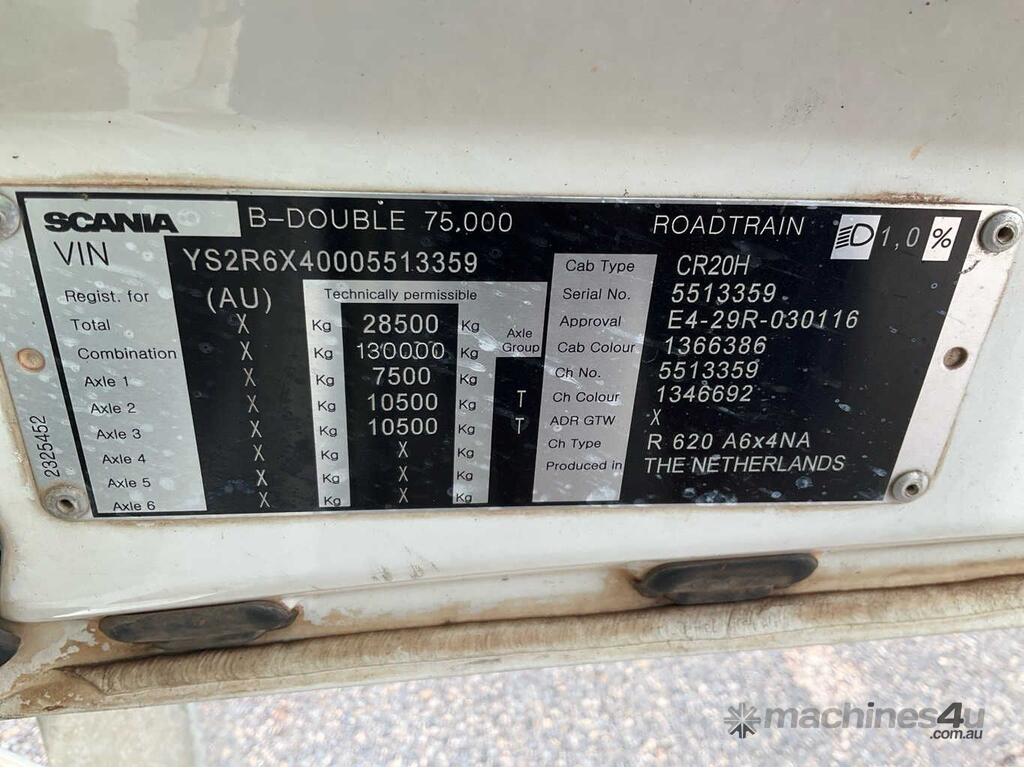 SCANIA B-DOUBLE 75.000 ROADTRAIN 1,0 %
VIN YS2R6X40005513359
Regist. for (AU) Technically permissible
Total X Kg 28500 Kg Axle Group
Combination X Kg 130000 Kg
Axle 1 X Kg 7500 Kg
Axle 2 X Kg 10500 Kg T
Axle 3 X Kg 10500 Kg T
Axle 4 X Kg X Kg
Axle 5 X Kg X Kg
Axle 6 X Kg X Kg
Cab Type CR20H
Serial No. 5513359
Approval E4-29R-030116
Cab Colour 1366386
Ch No. 5513359
Ch Colour 1346692
ADR GTW X
Ch Type R 620 A6x4NA
Produced in THE NETHERLANDS
2325452
machines4u
.com.au